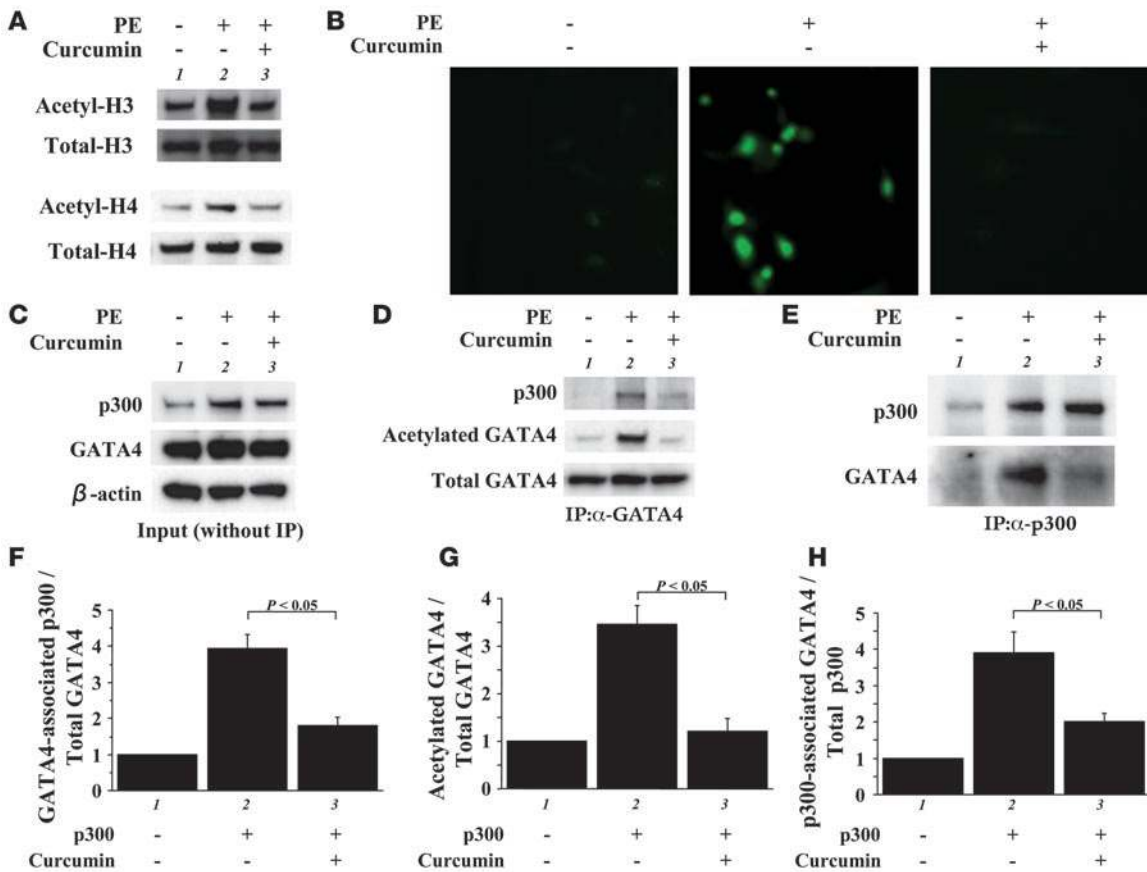 A
PE - + +
Curcumin - - +
1 2 3
Acetyl-H3
Total-H3
Acetyl-H4
Total-H4
B
PE - + +
Curcumin - - +
C
PE - + +
Curcumin - - +
1 2 3
p300
GATA4
β-actin
Input (without IP)
D
PE - + +
Curcumin - - +
1 2 3
p300
Acetylated GATA4
Total GATA4
IP:α-GATA4
E
PE - + +
Curcumin - - +
1 2 3
p300
GATA4
IP:α-p300
F
GATA4-associated p300 /
Total GATA4
5
4
3
2
1
0
P < 0.05
1 2 3
p300 - + +
Curcumin - - +
G
Acetylated GATA4 /
Total GATA4
4
3
2
1
0
P < 0.05
1 2 3
p300 - + +
Curcumin - - +
H
p300-associated GATA4 /
Total p300
5
4
3
2
1
0
P < 0.05
1 2 3
p300 - + +
Curcumin - - +